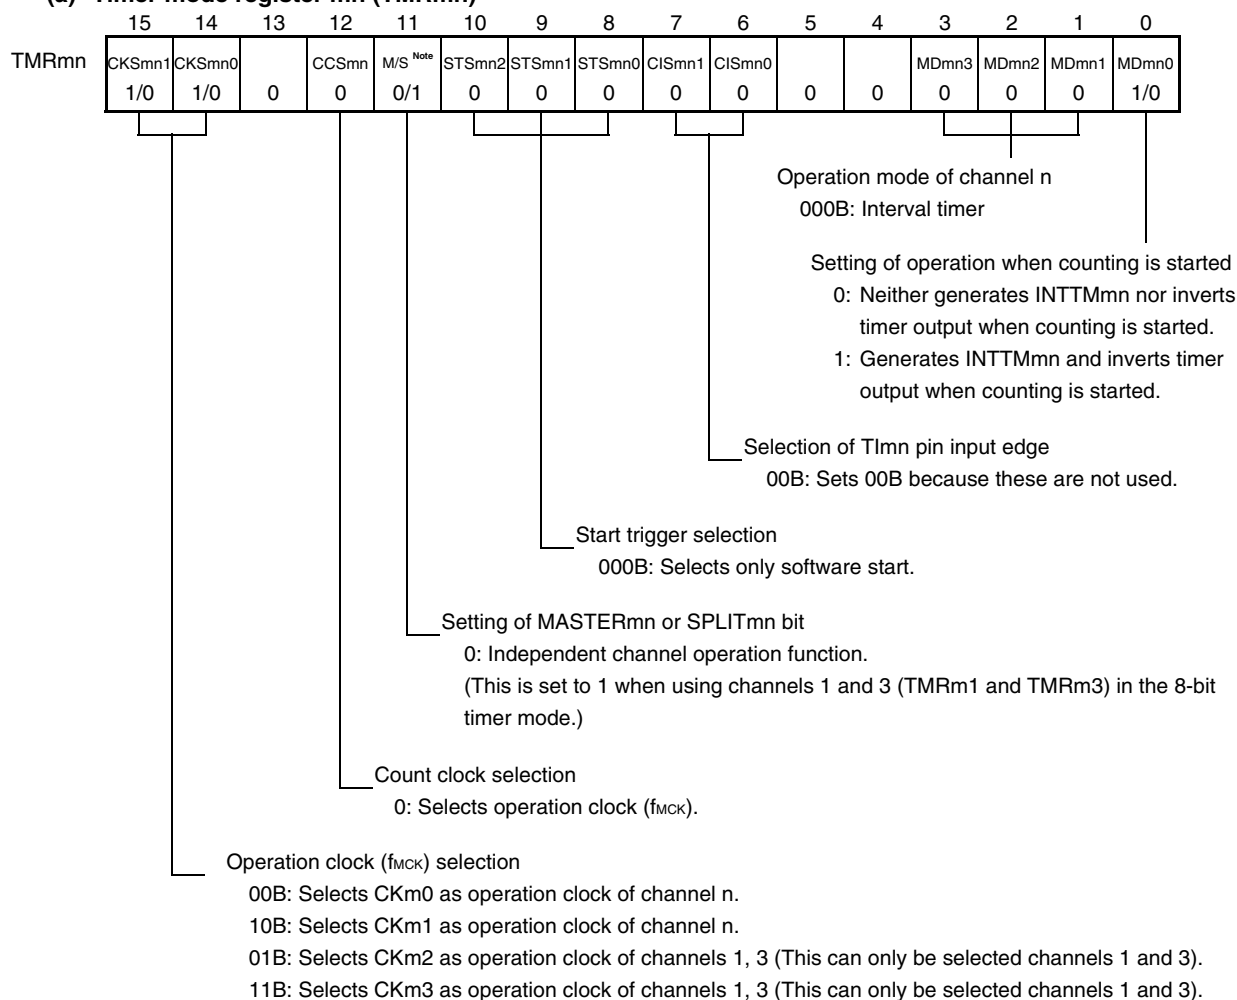 (a) Timer mode register mn (TMRmn)
15 14 13 12 11 10 9 8 7 6 5 4 3 2 1 0
TMRmn CKSmn1 CKSmn0 CCSmn M/S Note STSmn2 STSmn1 STSmn0 CISmn1 CISmn0 MDmn3 MDmn2 MDmn1 MDmn0
1/0 1/0 0 0 0/1 0 0 0 0 0 0 0 0 0 0 1/0
Operation mode of channel n
000B: Interval timer
Setting of operation when counting is started
0: Neither generates INTTMmn nor inverts
timer output when counting is started.
1: Generates INTTMmn and inverts timer
output when counting is started.
Selection of TImn pin input edge
00B: Sets 00B because these are not used.
Start trigger selection
000B: Selects only software start.
Setting of MASTERmn or SPLITmn bit
0: Independent channel operation function.
(This is set to 1 when using channels 1 and 3 (TMRm1 and TMRm3) in the 8-bit
timer mode.)
Count clock selection
0: Selects operation clock (fMCK).
Operation clock (fMCK) selection
00B: Selects CKm0 as operation clock of channel n.
10B: Selects CKm1 as operation clock of channel n.
01B: Selects CKm2 as operation clock of channels 1, 3 (This can only be selected channels 1 and 3).
11B: Selects CKm3 as operation clock of channels 1, 3 (This can only be selected channels 1 and 3).